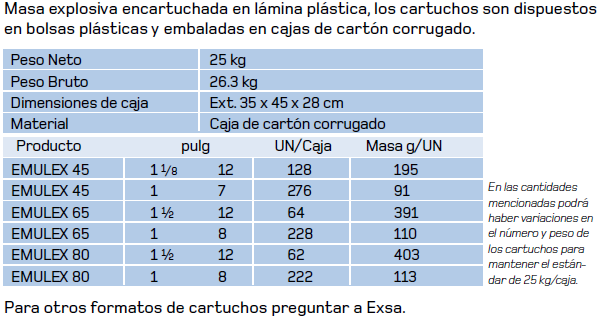 Masa explosiva encartuchada en lámina plástica, los cartuchos son dispuestos
en bolsas plásticas y embaladas en cajas de cartón corrugado.
Peso Neto 25 kg
Peso Bruto 26.3 kg
Dimensiones de caja Ext. 35 x 45 x 28 cm
Material Caja de cartón corrugado
Producto pulg UN/Caja Masa g/UN
EMULEX 45 1 1/8 12 128 195
EMULEX 45 1 7 276 91
EMULEX 65 1 ½ 12 64 391
EMULEX 65 1 8 228 110
EMULEX 80 1 ½ 12 62 403
EMULEX 80 1 8 222 113
En las cantidades
mencionadas podrá
haber variaciones en
el número y peso de
los cartuchos para
mantener el están-
dar de 25 kg/caja.
Para otros formatos de cartuchos preguntar a Exsa.